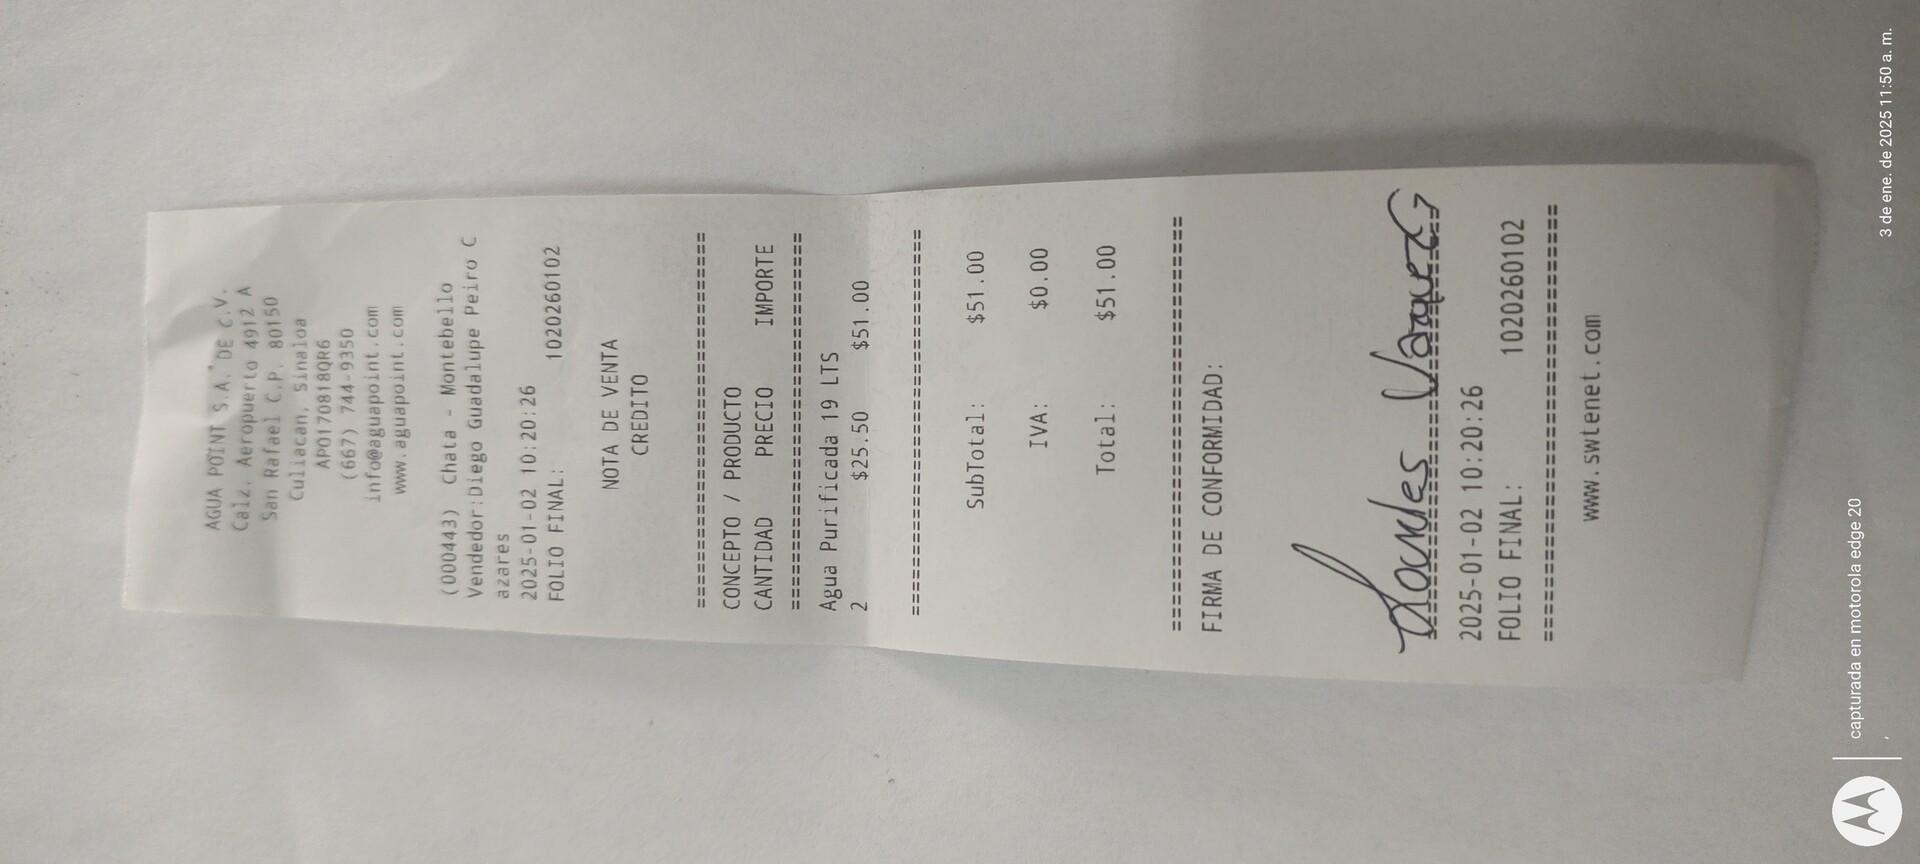 AGUA POINT S.A. DE C.V.
Calz. Aeropuerto 4912 A
San Rafael C.P. 80150
Culiacan, Sinaloa
APO170818QR6
(667) 744-9350
info@aguapoint.com
www.aguapoint.com
(000443) Chata - Montebello
Vendedor:Diego Guadalupe Peiro C
azares
2025-01-02 10:20:26
FOLIO FINAL: 1020260102
NOTA DE VENTA
CREDITO
================================
CONCEPTO / PRODUCTO
CANTIDAD PRECIO IMPORTE
================================
Agua Purificada 19 LTS
2 $25.50 $51.00
================================
SubTotal: $51.00
IVA: $0.00
Total: $51.00
================================
FIRMA DE CONFORMIDAD:
================================
2025-01-02 10:20:26
FOLIO FINAL: 1020260102
================================
www.swtenet.com
capturada en motorola edge 20
3 de ene. de 2025 11:50 a. m.